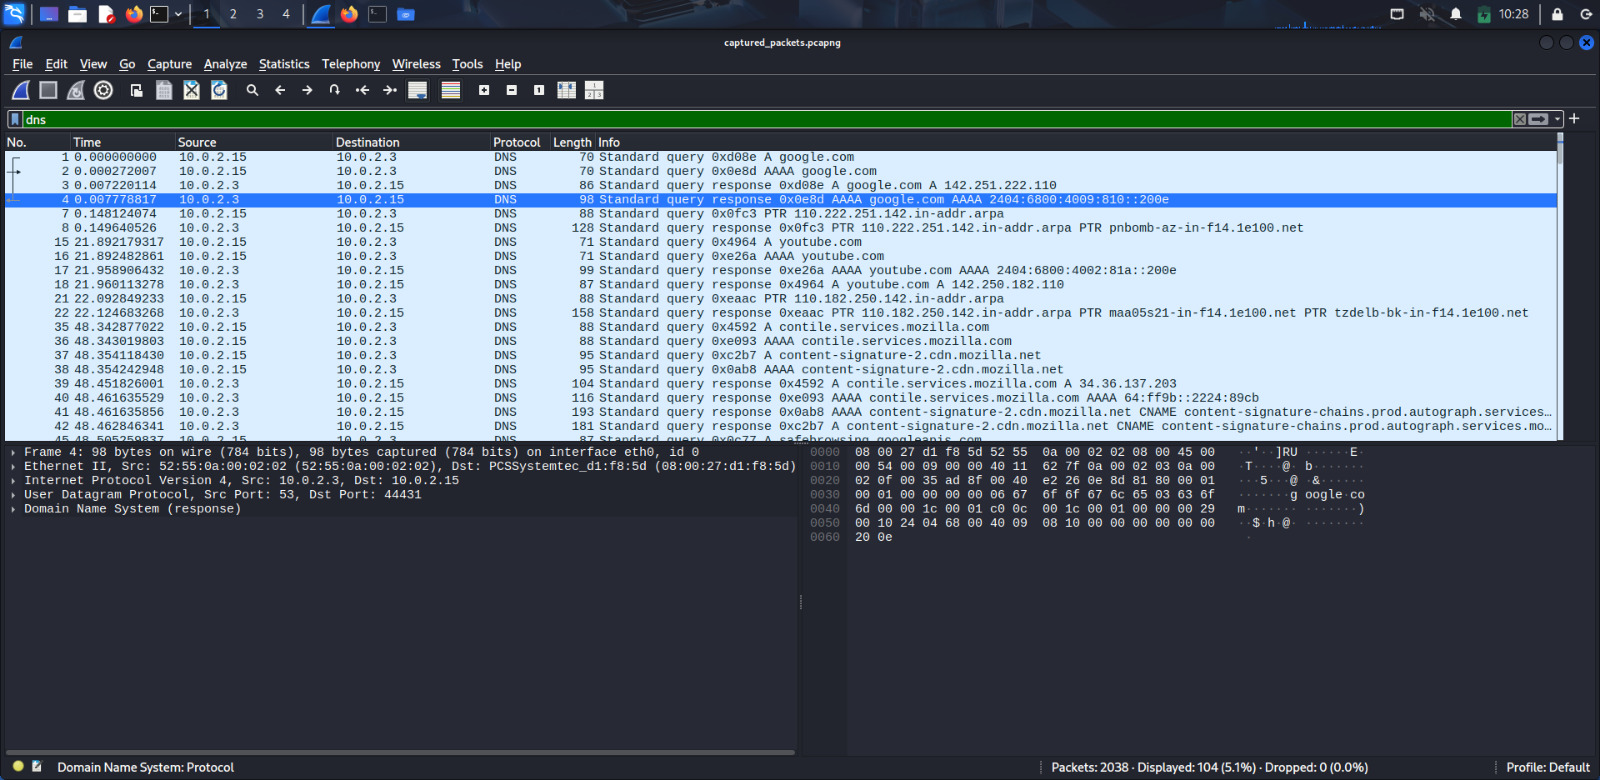 1 2 3 4 10:28
captured_packets.pcapng
File Edit View Go Capture Analyze Statistics Telephony Wireless Tools Help
dns
No. Time Source Destination Protocol Length Info
1 0.000000000 10.0.2.15 10.0.2.3 DNS 70 Standard query 0xd08e A google.com
2 0.000272007 10.0.2.15 10.0.2.3 DNS 70 Standard query 0x0e8d AAAA google.com
3 0.007220114 10.0.2.3 10.0.2.15 DNS 86 Standard query response 0xd08e A google.com A 142.251.222.110
4 0.007778817 10.0.2.3 10.0.2.15 DNS 98 Standard query response 0x0e8d AAAA google.com AAAA 2404:6800:4009:810::200e
7 0.148124074 10.0.2.15 10.0.2.3 DNS 88 Standard query 0x0fc3 PTR 110.222.251.142.in-addr.arpa
8 0.149640526 10.0.2.3 10.0.2.15 DNS 128 Standard query response 0x0fc3 PTR 110.222.251.142.in-addr.arpa PTR pnbomb-az-in-f14.1e100.net
15 21.892179317 10.0.2.15 10.0.2.3 DNS 71 Standard query 0x4964 A youtube.com
16 21.892482861 10.0.2.15 10.0.2.3 DNS 71 Standard query 0xe26a AAAA youtube.com
17 21.958906432 10.0.2.3 10.0.2.15 DNS 99 Standard query response 0xe26a AAAA youtube.com AAAA 2404:6800:4002:81a::200e
18 21.960113278 10.0.2.3 10.0.2.15 DNS 87 Standard query response 0x4964 A youtube.com A 142.250.182.110
21 22.092849233 10.0.2.15 10.0.2.3 DNS 88 Standard query 0xeaac PTR 110.182.250.142.in-addr.arpa
22 22.124683268 10.0.2.3 10.0.2.15 DNS 158 Standard query response 0xeaac PTR 110.182.250.142.in-addr.arpa PTR maa05s21-in-f14.1e100.net PTR tzdelb-bk-in-f14.1e100.net
35 48.342877022 10.0.2.15 10.0.2.3 DNS 88 Standard query 0x4592 A contile.services.mozilla.com
36 48.343019803 10.0.2.15 10.0.2.3 DNS 88 Standard query 0xe093 AAAA contile.services.mozilla.com
37 48.354118430 10.0.2.15 10.0.2.3 DNS 95 Standard query 0xc2b7 A content-signature-2.cdn.mozilla.net
38 48.354242948 10.0.2.15 10.0.2.3 DNS 95 Standard query 0x0ab8 AAAA content-signature-2.cdn.mozilla.net
39 48.451826001 10.0.2.3 10.0.2.15 DNS 104 Standard query response 0x4592 A contile.services.mozilla.com A 34.36.137.203
40 48.461635529 10.0.2.3 10.0.2.15 DNS 116 Standard query response 0xe093 AAAA contile.services.mozilla.com AAAA 64:ff9b::2224:89cb
41 48.461635856 10.0.2.3 10.0.2.15 DNS 193 Standard query response 0x0ab8 AAAA content-signature-2.cdn.mozilla.net CNAME content-signature-chains.prod.autograph.services…
42 48.462846341 10.0.2.3 10.0.2.15 DNS 181 Standard query response 0xc2b7 A content-signature-2.cdn.mozilla.net CNAME content-signature-chains.prod.autograph.services.mo…
45 48.505259837 10.0.2.15 10.0.2.3 DNS 87 Standard query 0x0c77 A safebrowsing.googleapis.com
Frame 4: 98 bytes on wire (784 bits), 98 bytes captured (784 bits) on interface eth0, id 0
Ethernet II, Src: 52:55:0a:00:02:02 (52:55:0a:00:02:02), Dst: PCSSystemtec_d1:f8:5d (08:00:27:d1:f8:5d)
Internet Protocol Version 4, Src: 10.0.2.3, Dst: 10.0.2.15
User Datagram Protocol, Src Port: 53, Dst Port: 44431
Domain Name System (response)
0000 08 00 27 d1 f8 5d 52 55 0a 00 02 02 08 00 45 00 ··'··]RU ······E·
0010 00 54 00 09 00 00 40 11 62 7f 0a 00 02 03 0a 00 ·T····@· b·······
0020 02 0f 00 35 ad 8f 00 40 e2 26 0e 8d 81 80 00 01 ···5···@ ·&······
0030 00 01 00 00 00 00 06 67 6f 6f 67 6c 65 03 63 6f ·······g oogle·co
0040 6d 00 00 1c 00 01 c0 0c 00 1c 00 01 00 00 00 29 m······· ·······)
0050 00 10 24 04 68 00 40 09 08 10 00 00 00 00 00 00 ··$·h·@· ········
0060 20 0e ·
Domain Name System: Protocol Packets: 2038 · Displayed: 104 (5.1%) · Dropped: 0 (0.0%) Profile: Default